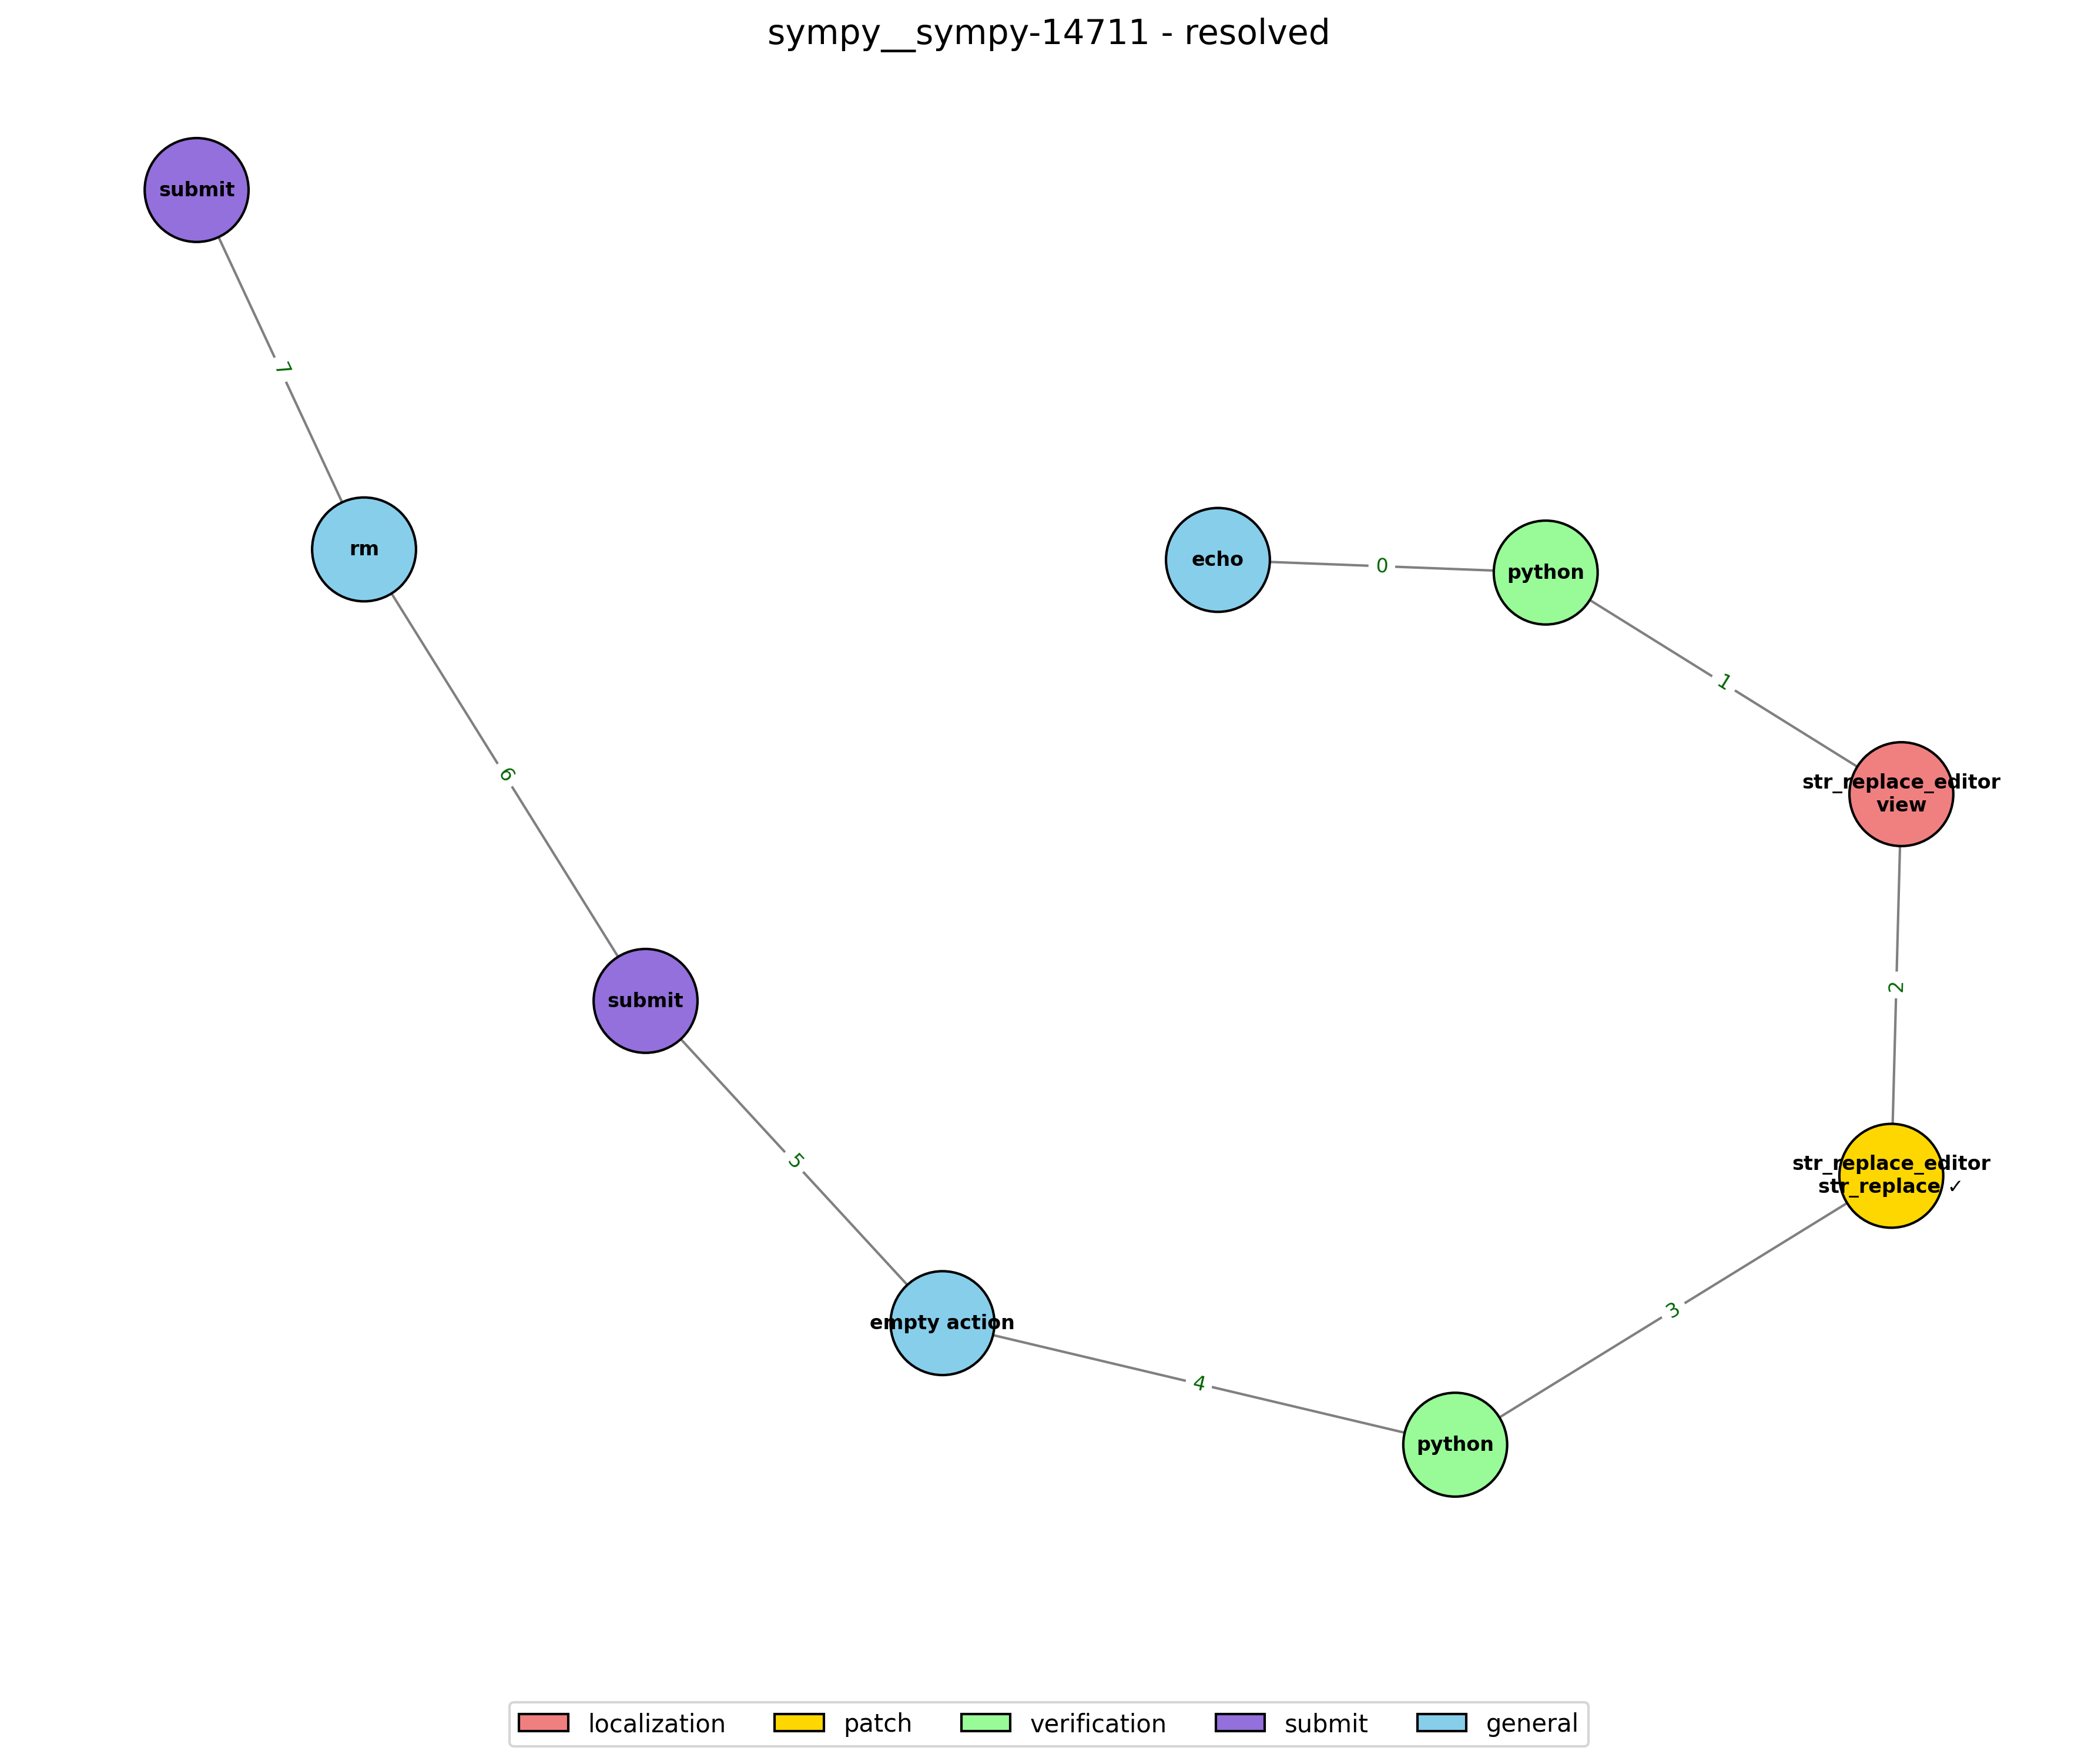 sympy__sympy-14711 - resolved
submit
7
rm
echo
0
python
1
6
str_replace_editor
view
2
submit
5
str_replace_editor
str_replace ✓
3
empty action
4
python
localization
patch
verification
submit
general